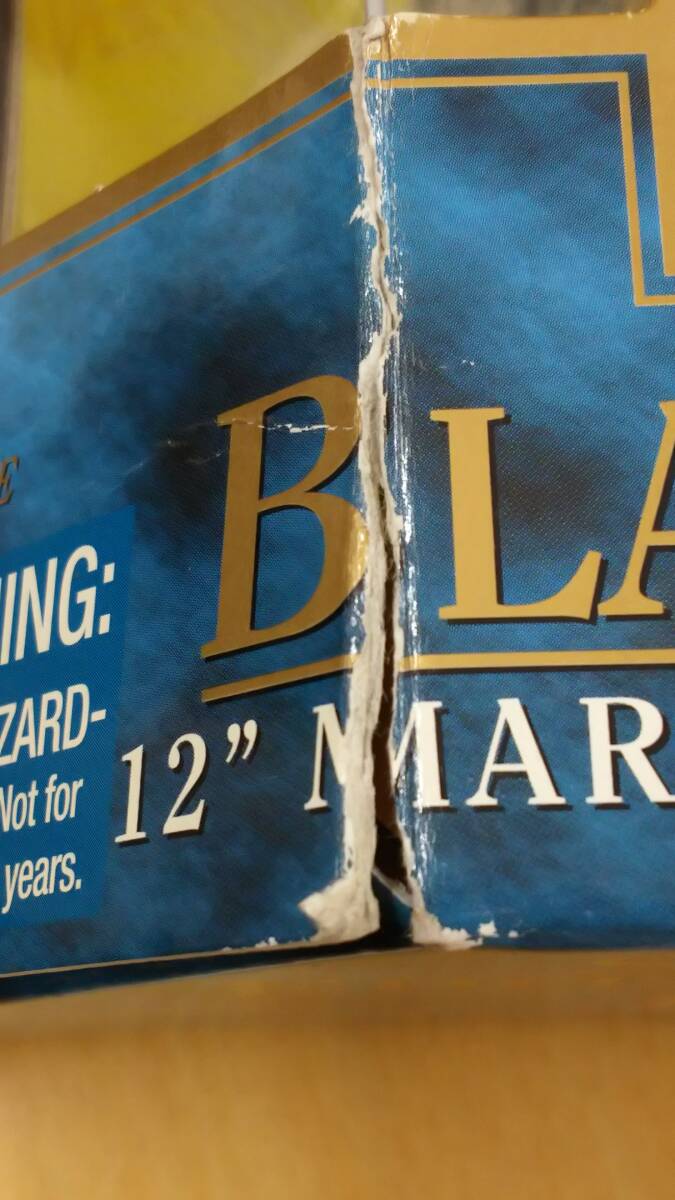 E
BLA
ING:
ZARD-
Not for
years.
12" MAR